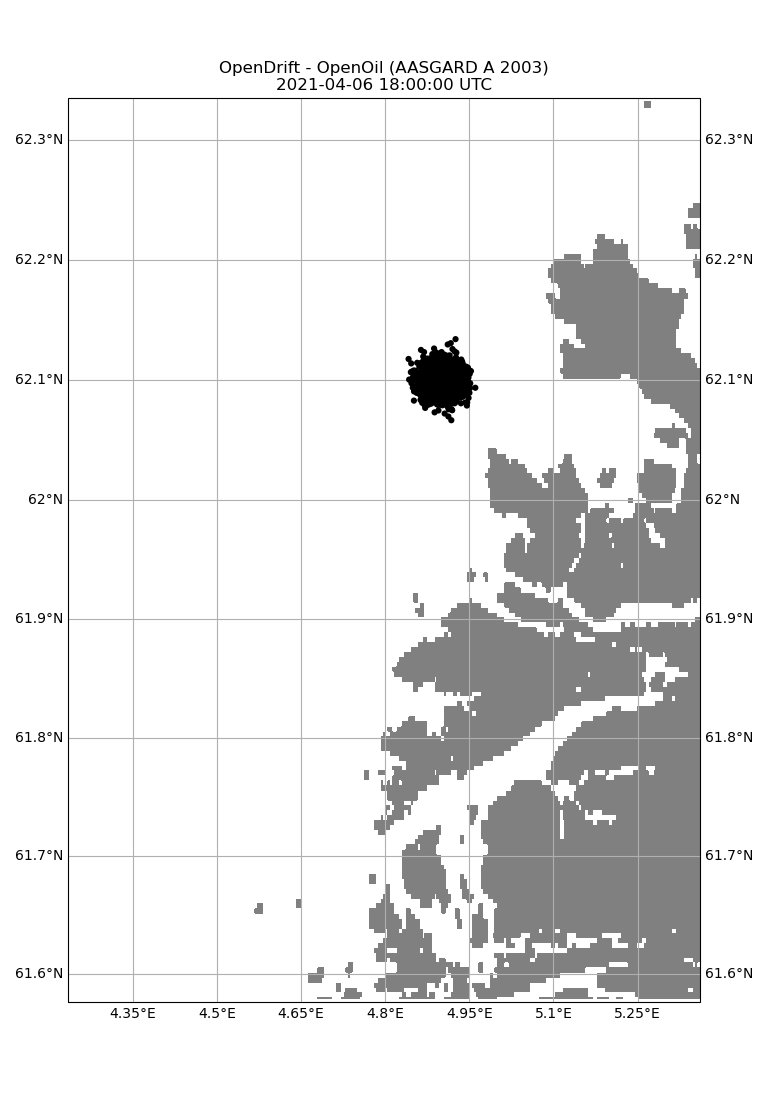 OpenDrift - OpenOil (AASGARD A 2003)
2021-04-06 18:00:00 UTC
62.3°N 62.3°N
62.2°N 62.2°N
62.1°N 62.1°N
62°N 62°N
61.9°N 61.9°N
61.8°N 61.8°N
61.7°N 61.7°N
61.6°N 61.6°N
4.35°E 4.5°E 4.65°E 4.8°E 4.95°E 5.1°E 5.25°E